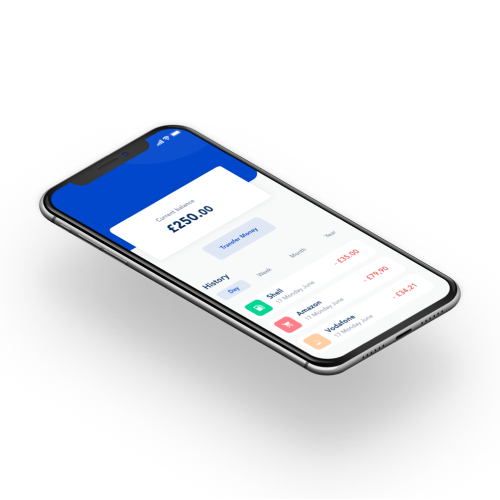 Current balance
£250.00
Transfer Money
History
Day Week Month Year
Shell - £35.00
17 Monday June
Amazon - £79.90
17 Monday June
Vodafone - £34.21
17 Monday June